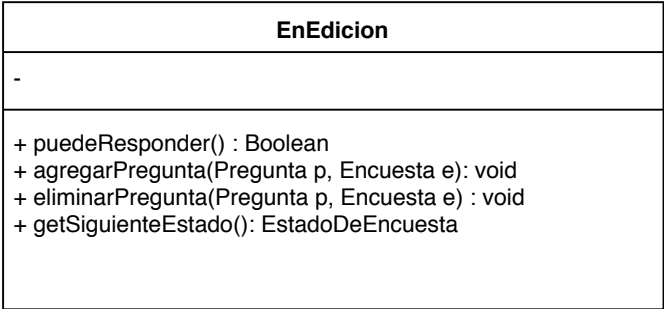 EnEdicion
-
+ puedeResponder() : Boolean
+ agregarPregunta(Pregunta p, Encuesta e): void
+ eliminarPregunta(Pregunta p, Encuesta e) : void
+ getSiguienteEstado(): EstadoDeEncuesta